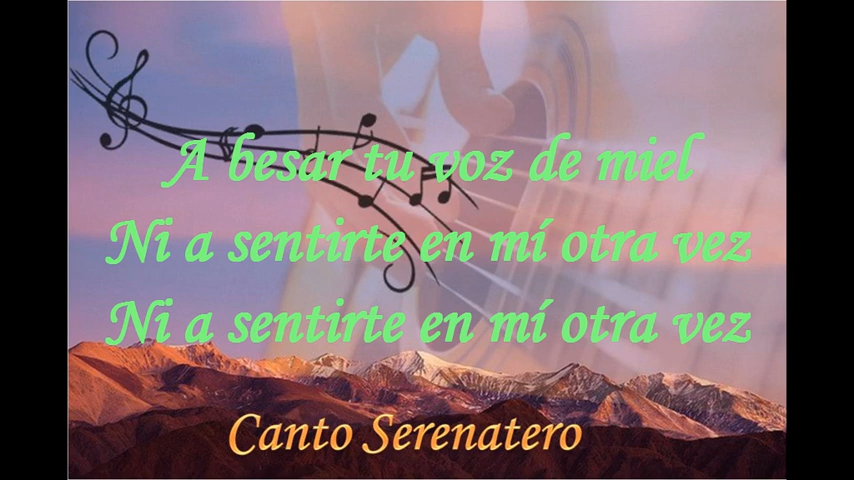 A besar tu voz de miel
Ni a sentirte en mí otra vez
Ni a sentirte en mí otra vez
Canto Serenatero